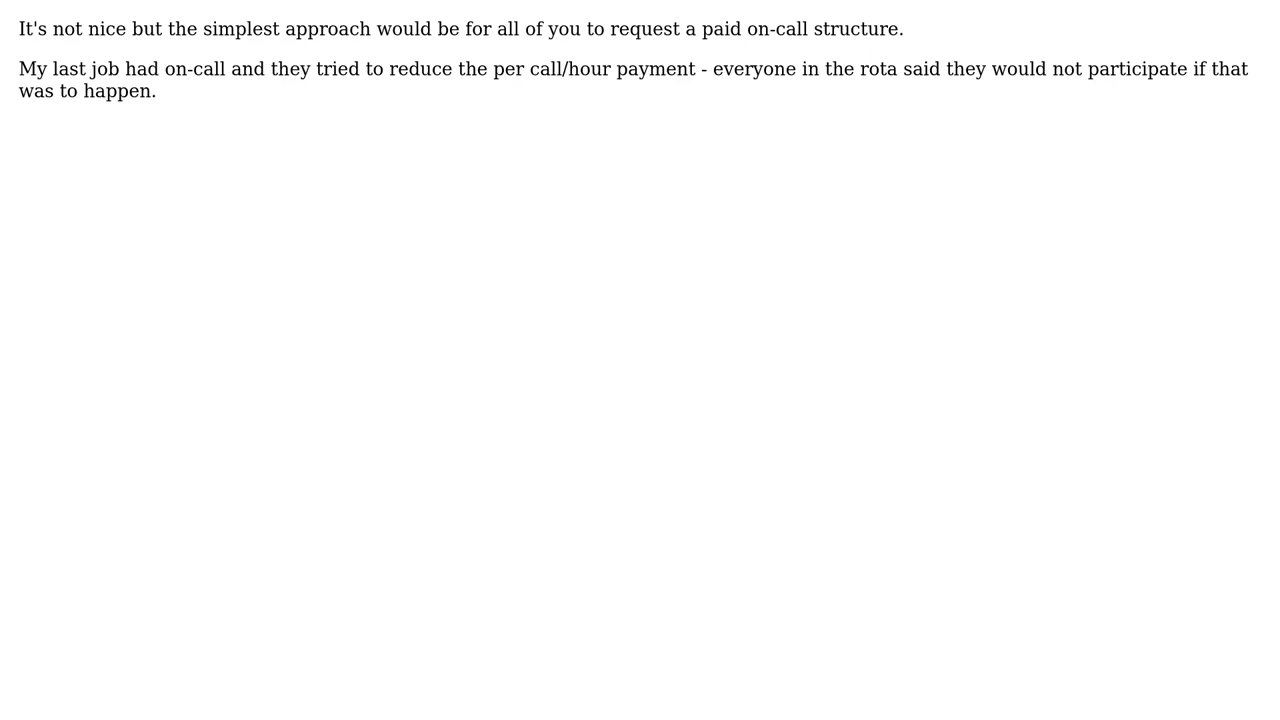 It's not nice but the simplest approach would be for all of you to request a paid on-call structure.
My last job had on-call and they tried to reduce the per call/hour payment - everyone in the rota said they would not participate if that
was to happen.